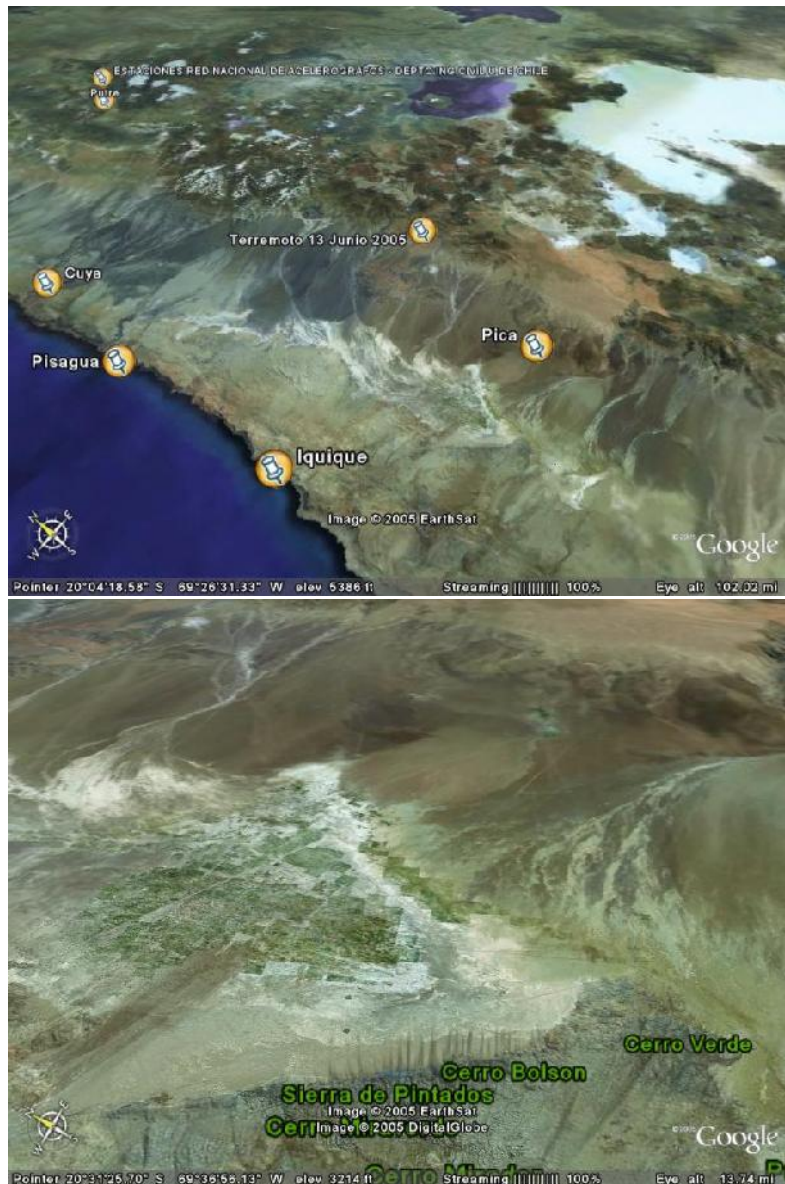 ESTACIONES RED NACIONAL DE ACELEROGRAFOS - DEPTO ING CIVIL U DE CHILE
Putre
Terremoto 13 Junio 2005
Cuya
Pica
Pisagua
Iquique
Image © 2005 EarthSat
N E
W S
© 2005 Google
Pointer 20°04'18.58" S 69°26'31.33" W elev 5386 ft Streaming |||||||||| 100% Eye alt 102.02 mi
Cerro Verde
Cerro Bolson
Sierra de Pintados
Image © 2005 EarthSat
Image © 2005 DigitalGlobe
N E
W S
© 2005 Google
Cerro
Pointer 20°31'25.70" S 69°36'56.13" W elev 3214 ft Streaming |||||||||| 100% Eye alt 13.74 mi